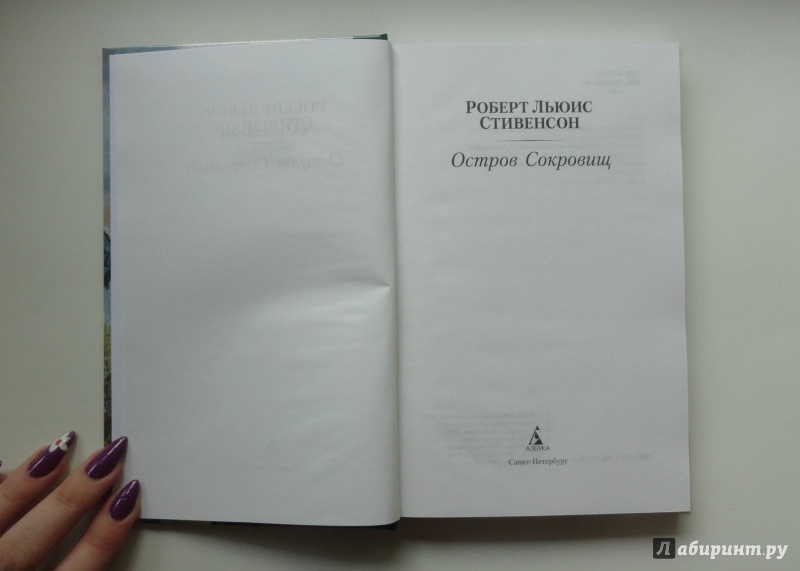 РОБЕРТ ЛЬЮИС
СТИВЕНСОН
Остров Сокровищ
АЗБУКА
Санкт-Петербург
Лабиринт.ру